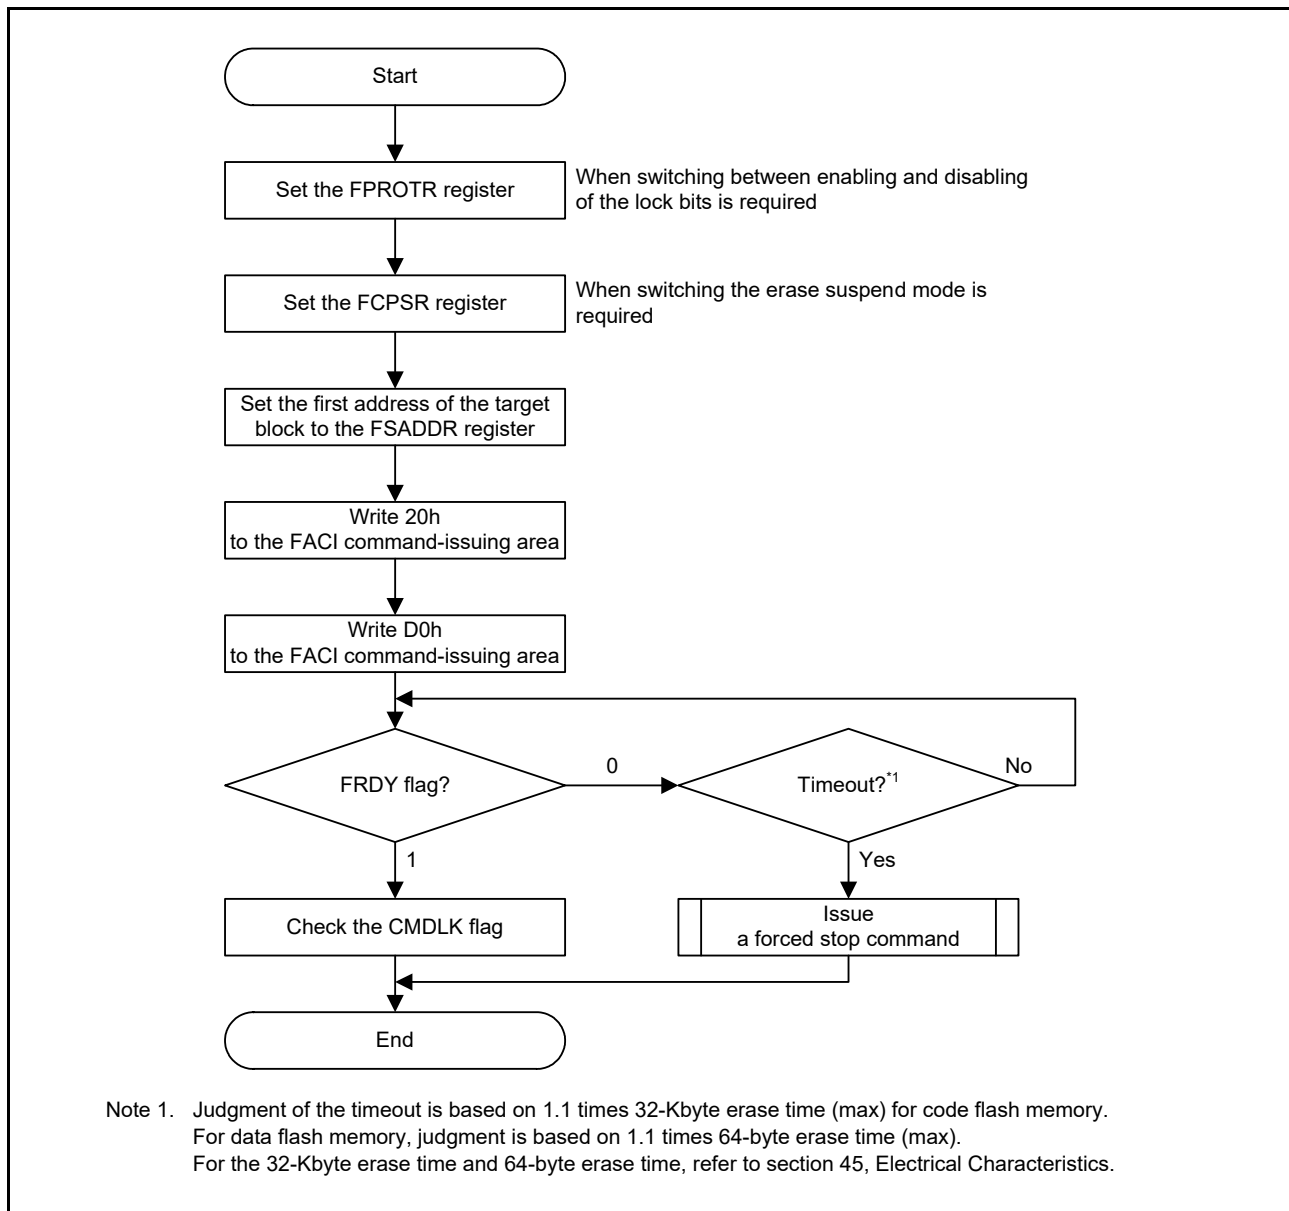 Start
Set the FPROTR register
When switching between enabling and disabling
of the lock bits is required
Set the FCPSR register
When switching the erase suspend mode is
required
Set the first address of the target
block to the FSADDR register
Write 20h
to the FACI command-issuing area
Write D0h
to the FACI command-issuing area
FRDY flag?
0
Timeout?*1
No
1
Yes
Check the CMDLK flag
Issue
a forced stop command
End
Note 1. Judgment of the timeout is based on 1.1 times 32-Kbyte erase time (max) for code flash memory.
For data flash memory, judgment is based on 1.1 times 64-byte erase time (max).
For the 32-Kbyte erase time and 64-byte erase time, refer to section 45, Electrical Characteristics.